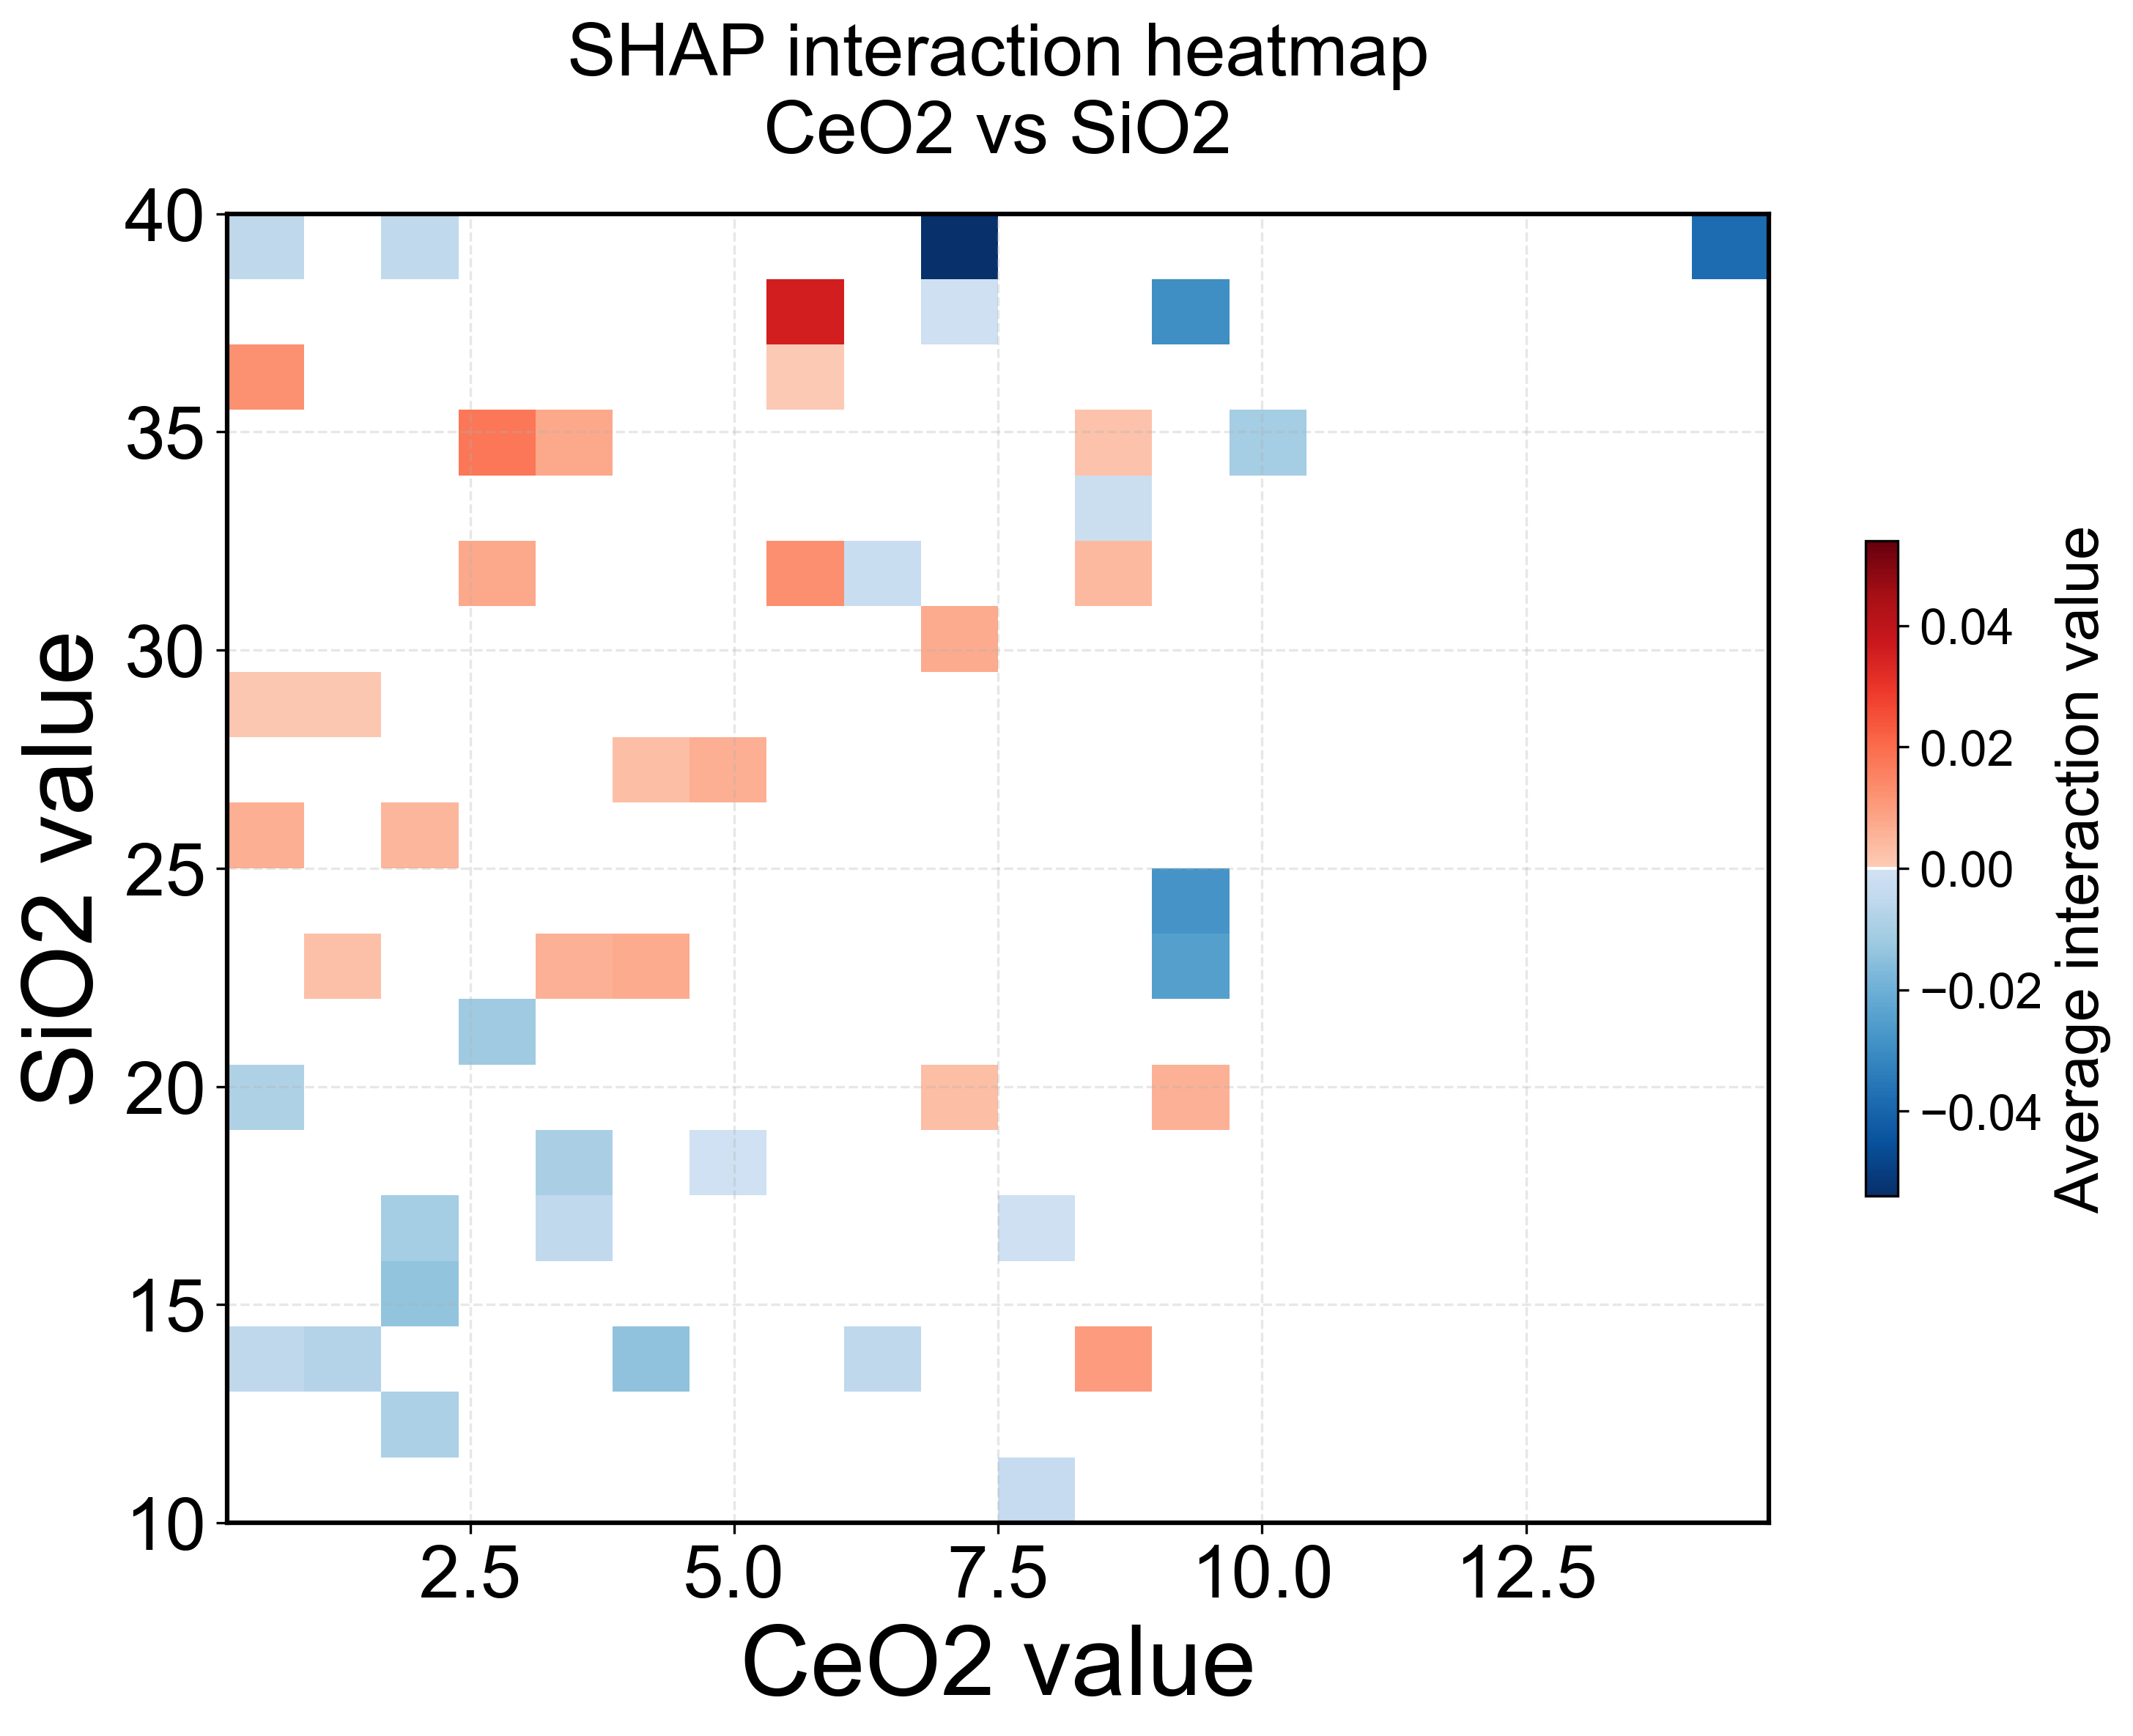 SHAP interaction heatmap
CeO2 vs SiO2
40
35
30
25
20
15
10
SiO2 value
2.5 5.0 7.5 10.0 12.5
CeO2 value
0.04
0.02
0.00
−0.02
−0.04
Average interaction value